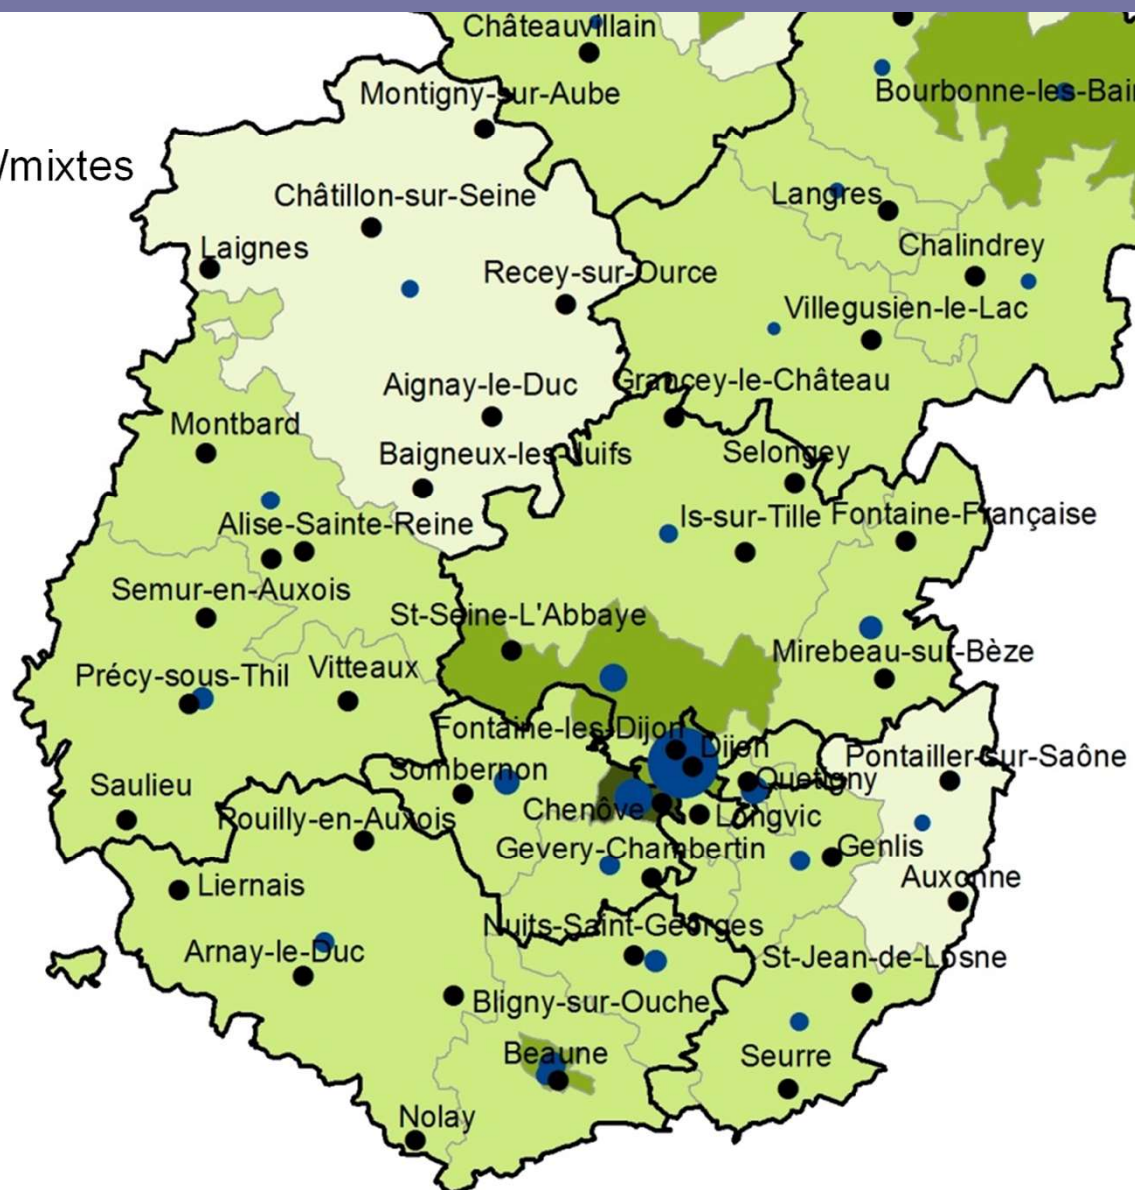 Châteauvillain
Montigny-sur-Aube
Bourbonne-les-Bai
/mixtes
Châtillon-sur-Seine
Langres
Laignes
Chalindrey
Recey-sur-Ource
Villegusien-le-Lac
Aignay-le-Duc
Grancey-le-Château
Montbard
Baigneux-les-Juifs
Selongey
Is-sur-Tille
Fontaine-Française
Alise-Sainte-Reine
Semur-en-Auxois
St-Seine-L'Abbaye
Mirebeau-sur-Bèze
Précy-sous-Thil
Vitteaux
Fontaine-les-Dijon
Dijon
Pontailler-sur-Saône
Sombernon
Quetigny
Saulieu
Chenôve
Longvic
Pouilly-en-Auxois
Gevery-Chambertin
Genlis
Liernais
Auxonne
Nuits-Saint-Georges
Arnay-le-Duc
St-Jean-de-Losne
Bligny-sur-Ouche
Beaune
Seurre
Nolay